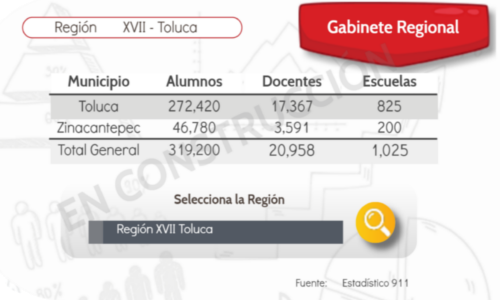 Región XVII - Toluca
Gabinete Regional
Municipio Alumnos Docentes Escuelas
Toluca 272,420 17,367 825
Zinacantepec 46,780 3,591 200
Total General 319,200 20,958 1,025
EN CONSTRUCCIÓN
Selecciona la Región
Región XVII Toluca
Fuente: Estadístico 911